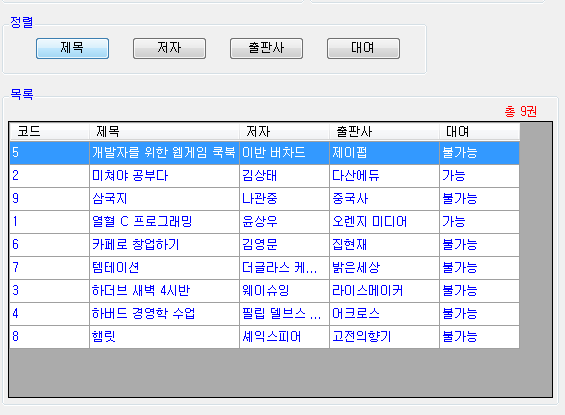 정렬
제목 저자 출판사 대여
목록
총 9권
코드 제목 저자 출판사 대여
5 개발자를 위한 웹게임 쿡북 이반 버차드 제이펍 불가능
2 미쳐야 공부다 김상태 다산에듀 가능
9 삼국지 나관중 중국사 불가능
1 열혈 C 프로그래밍 윤상우 오렌지 미디어 가능
6 카페로 창업하기 김영문 집현재 불가능
7 템테이션 더글라스 케... 밝은세상 불가능
3 하더브 새벽 4시반 웨이슈잉 라이스메이커 불가능
4 하버드 경영학 수업 필립 델브스 ... 어크로스 불가능
8 햄릿 셰익스피어 고전의향기 불가능